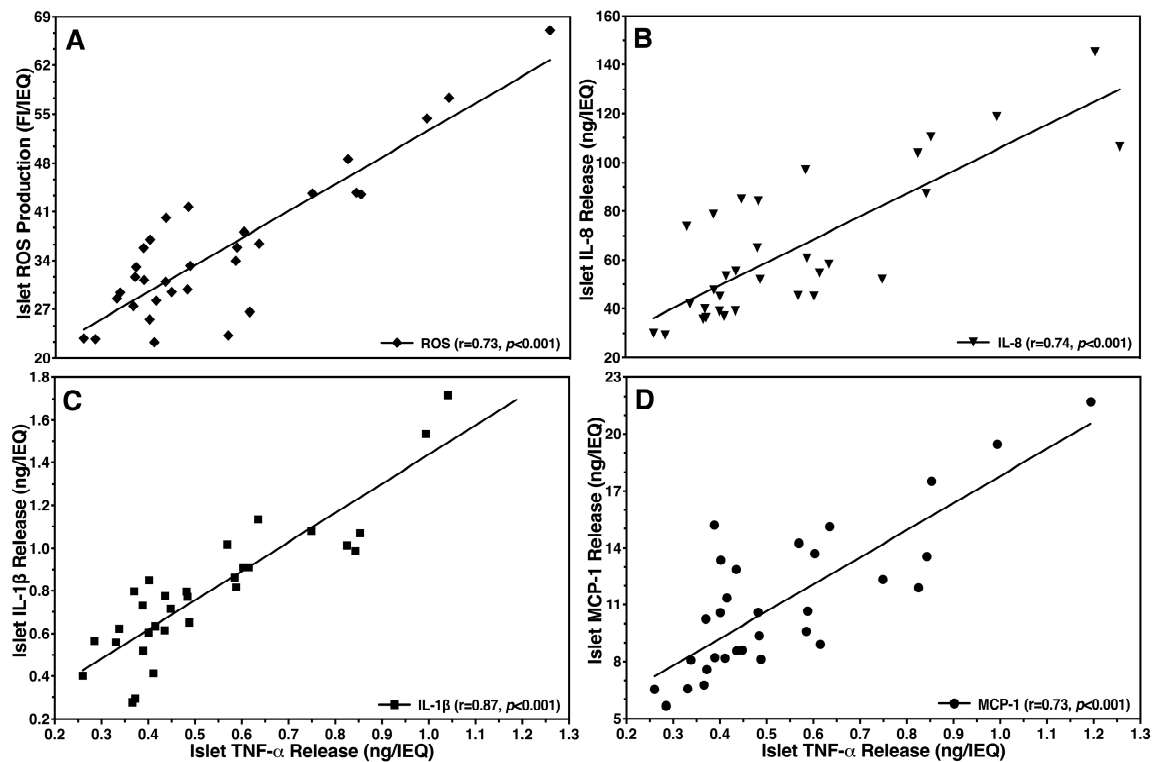 A
Islet ROS Production (FI/IEQ)
69
62
55
48
41
34
27
20
ROS (r=0.73, p<0.001)
B
Islet IL-8 Release (ng/IEQ)
160
140
120
100
80
60
40
20
IL-8 (r=0.74, p<0.001)
C
Islet IL-1β Release (ng/IEQ)
1.8
1.6
1.4
1.2
1.0
0.8
0.6
0.4
0.2
IL-1β (r=0.87, p<0.001)
0.2 0.3 0.4 0.5 0.6 0.7 0.8 0.9 1.0 1.1 1.2 1.3
Islet TNF-α Release (ng/IEQ)
D
Islet MCP-1 Release (ng/IEQ)
23
20
17
14
11
8
5
MCP-1 (r=0.73, p<0.001)
0.2 0.3 0.4 0.5 0.6 0.7 0.8 0.9 1.0 1.1 1.2 1.3
Islet TNF-α Release (ng/IEQ)